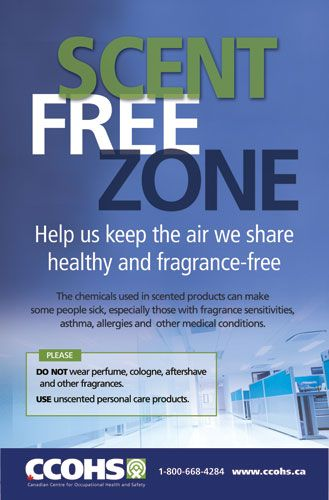 SCENT
FREE
ZONE
Help us keep the air we share
healthy and fragrance-free
The chemicals used in scented products can make
some people sick, especially those with fragrance sensitivities,
asthma, allergies and other medical conditions.
PLEASE
DO NOT wear perfume, cologne, aftershave
and other fragrances.
USE unscented personal care products.
CCOHS
Canadian Centre for Occupational Health and Safety
1-800-668-4284 www.ccohs.ca